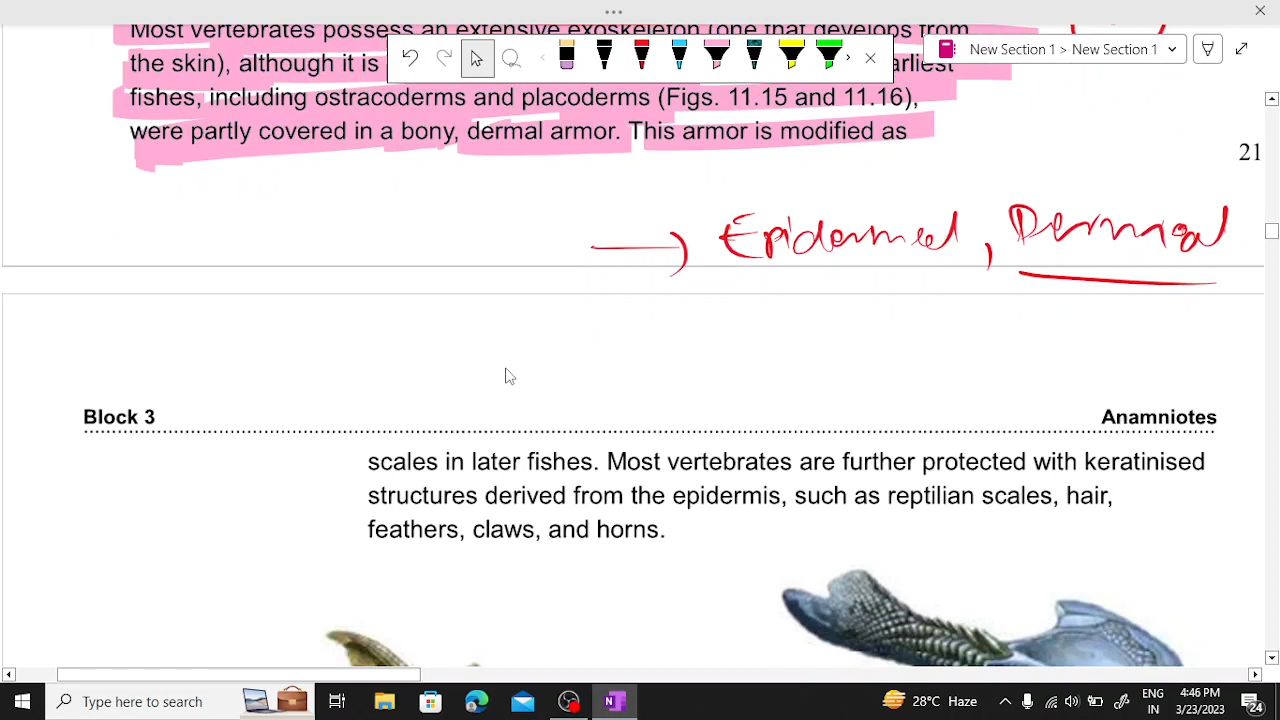 Most vertebrates possess an extensive exoskeleton (one that develops from
New Section 1 > New Section 1
the skin), although it is
fishes, including ostracoderms and placoderms (Figs. 11.15 and 11.16),
were partly covered in a bony, dermal armor. This armor is modified as
21
Epidermal, Dermal
Block 3
Anamniotes
scales in later fishes. Most vertebrates are further protected with keratinised
structures derived from the epidermis, such as reptilian scales, hair,
feathers, claws, and horns.
Type here to search
28°C Haze
ENG
IN
4:46 PM
3/23/2023
24